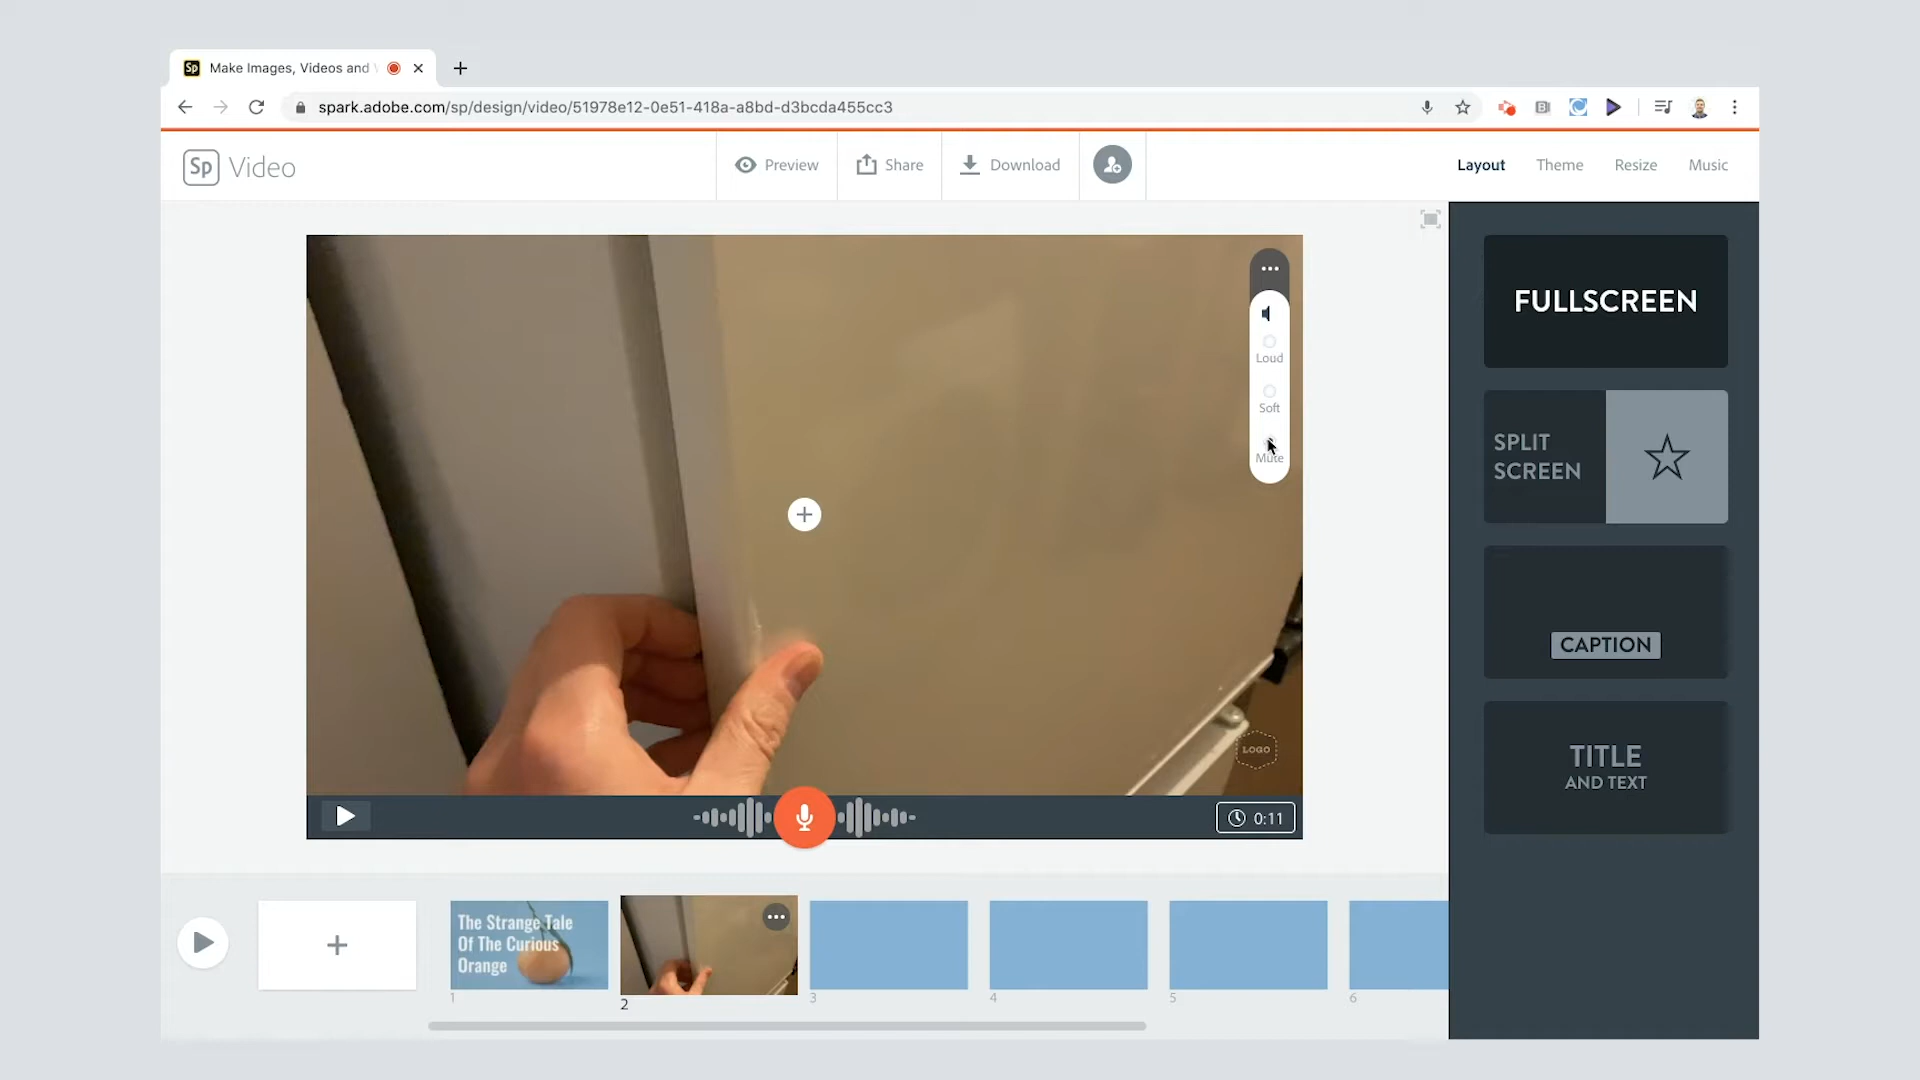 Sp Make Images, Videos and
spark.adobe.com/sp/design/video/51978e12-0e51-418a-a8bd-d3bcda455cc3
Sp Video
Preview
Share
Download
Layout
Theme
Resize
Music
Loud
Soft
Mute
LOGO
0:11
FULLSCREEN
SPLIT
SCREEN
CAPTION
TITLE
AND TEXT
The Strange Tale
Of The Curious
Orange
1
2
3
4
5
6